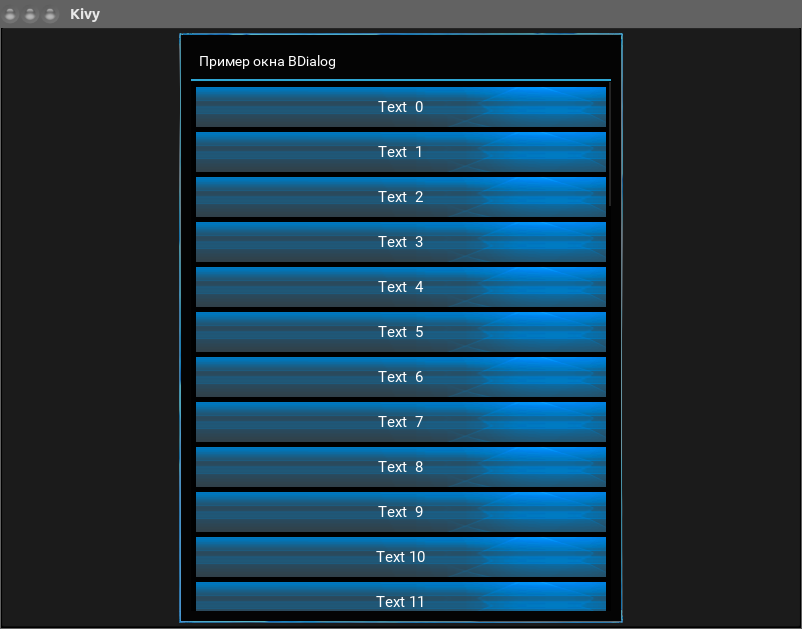 Kivy
Пример окна BDialog
Text 0
Text 1
Text 2
Text 3
Text 4
Text 5
Text 6
Text 7
Text 8
Text 9
Text 10
Text 11